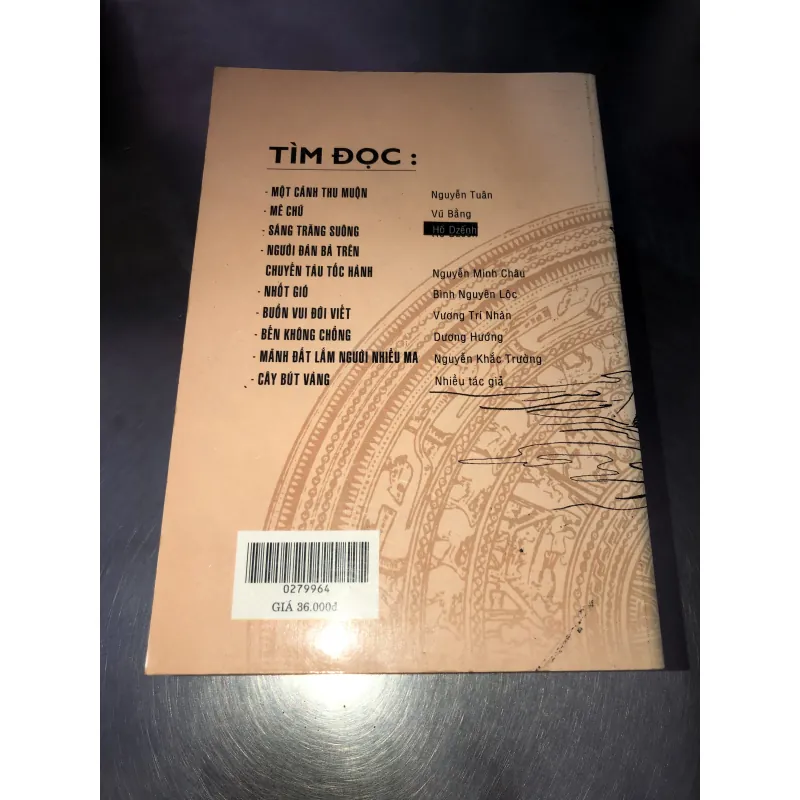 TÌM ĐỌC :
- MỘT CẢNH THU MUỘN Nguyễn Tuân
- MÊ CHỮ Vũ Bằng
- SÁNG TRĂNG SUÔNG Hồ Dzếnh
- NGƯỜI ĐÀN BÀ TRÊN
CHUYẾN TÀU TỐC HÀNH Nguyễn Minh Châu
- NHỐT GIÓ Bình Nguyên Lộc
- BUỒN VUI ĐỜI VIẾT Vương Trí Nhàn
- BẾN KHÔNG CHỒNG Dương Hướng
- MẢNH ĐẤT LẮM NGƯỜI NHIỀU MA Nguyễn Khắc Trường
- CÂY BÚT VÀNG Nhiều tác giả
0279964
GIÁ 36.000đ